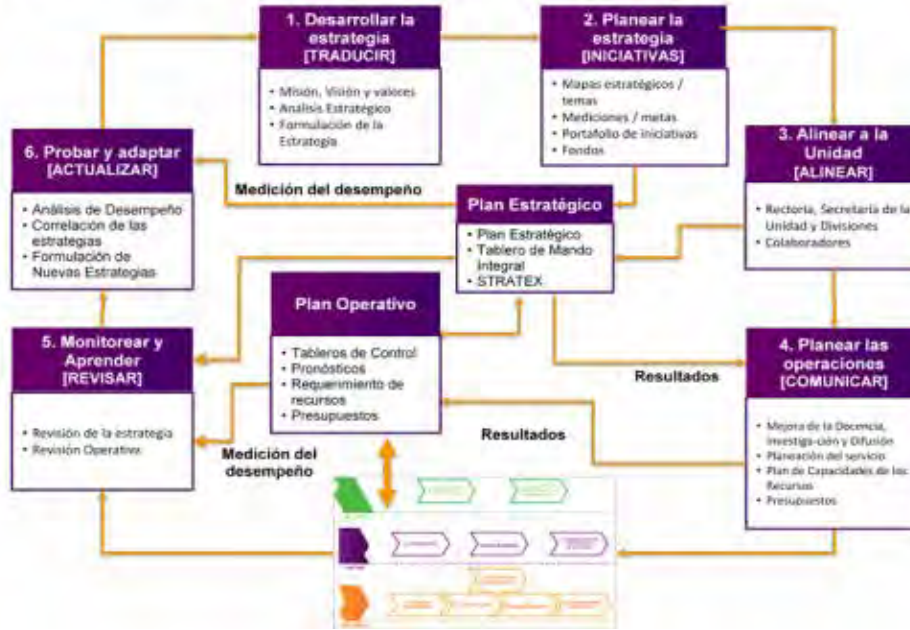 1. Desarrollar la
estrategia
[TRADUCIR]
• Misión, Visión y valores
• Análisis Estratégico
• Formulación de la
Estrategia
2. Planear la
estrategia
[INICIATIVAS]
• Mapas estratégicos /
temas
• Mediciones / metas
• Portafolio de iniciativas
• Fondos
3. Alinear a la
Unidad
[ALINEAR]
• Rectoría, Secretaría de la
Unidad y Divisiones
• Colaboradores
6. Probar y adaptar
[ACTUALIZAR]
• Análisis de Desempeño
• Correlación de las
estrategias
• Formulación de
Nuevas Estrategias
Medición del desempeño
Plan Estratégico
• Plan Estratégico
• Tablero de Mando
Integral
• STRATEX
Plan Operativo
• Tableros de Control
• Pronósticos
• Requerimiento de
recursos
• Presupuestos
5. Monitorear y
Aprender
[REVISAR]
• Revisión de la estrategia
• Revisión Operativa
4. Planear las
operaciones
[COMUNICAR]
• Mejora de la Docencia,
Investiga-ción y Difusión
• Planeación del servicio
• Plan de Capacidades de los
Recursos
• Presupuestos
Resultados
Resultados
Medición del
desempeño